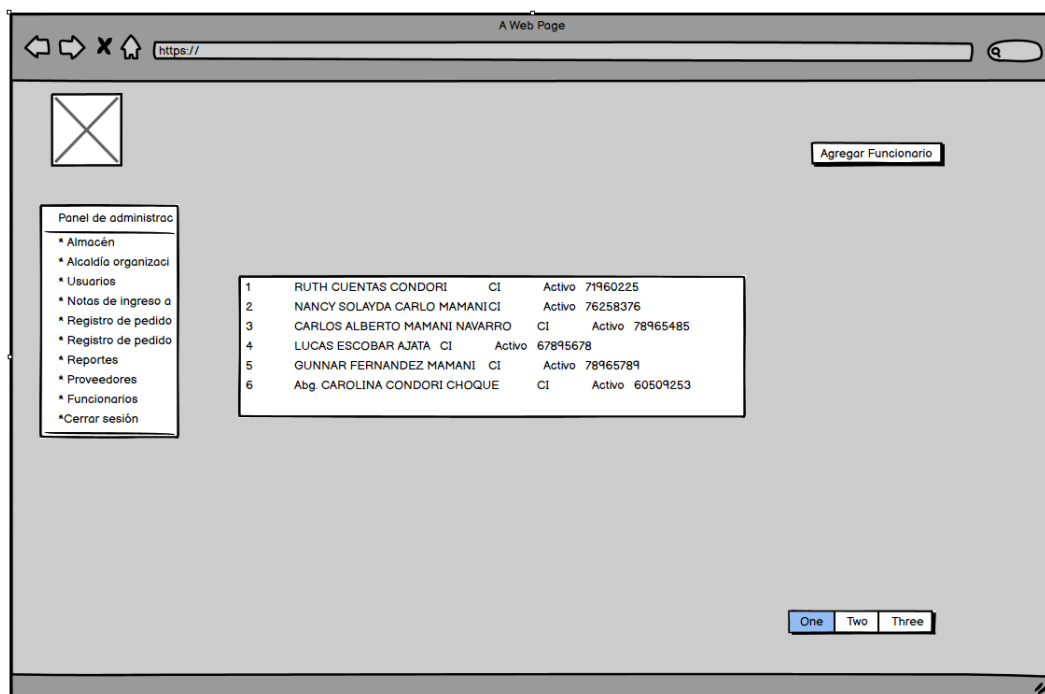 A Web Page
https://
Agregar Funcionario
Panel de administrac
* Almacén
* Alcaldía organizaci
* Usuarios
* Notas de ingreso a
* Registro de pedido
* Registro de pedido
* Reportes
* Proveedores
* Funcionarios
*Cerrar sesión
1 RUTH CUENTAS CONDORI CI Activo 71960225
2 NANCY SOLAYDA CARLO MAMANI CI Activo 76258376
3 CARLOS ALBERTO MAMANI NAVARRO CI Activo 78965485
4 LUCAS ESCOBAR AJATA CI Activo 67895678
5 GUNNAR FERNANDEZ MAMANI CI Activo 78965789
6 Abg. CAROLINA CONDORI CHOQUE CI Activo 60509253
One Two Three